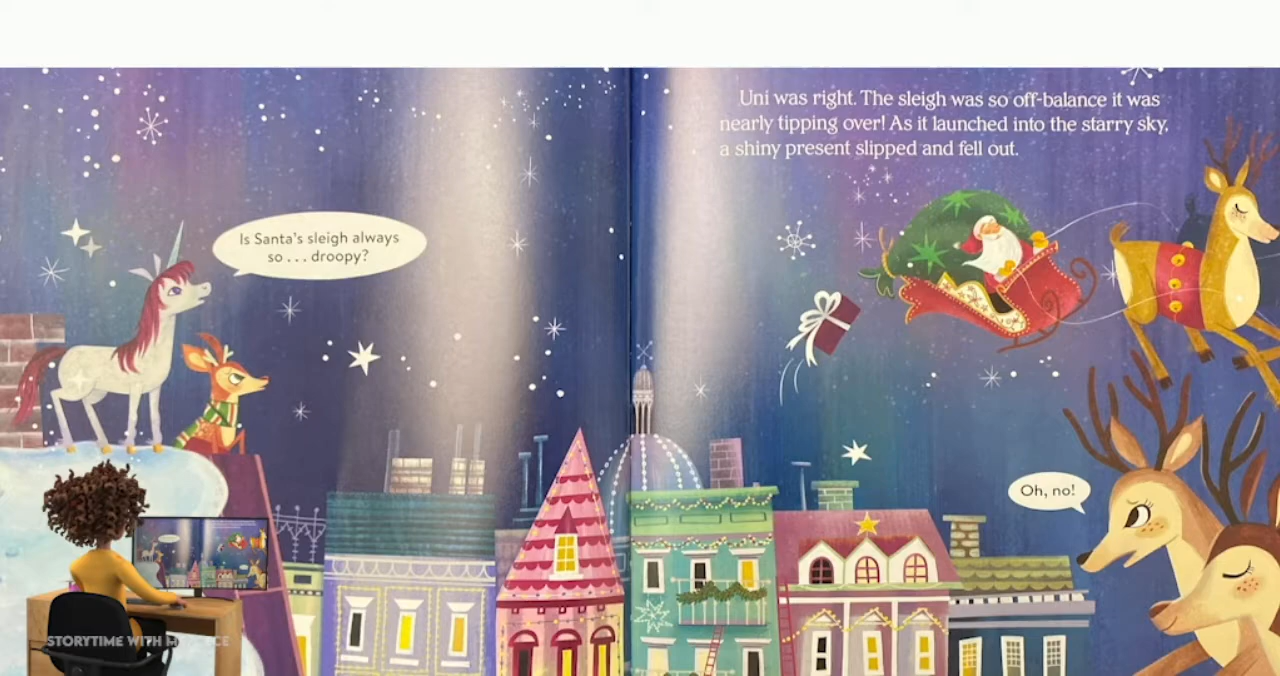 Is Santa's sleigh always
so . . . droopy?
Uni was right. The sleigh was so off-balance it was
nearly tipping over! As it launched into the starry sky,
a shiny present slipped and fell out.
Oh, no!
STORYTIME WITH